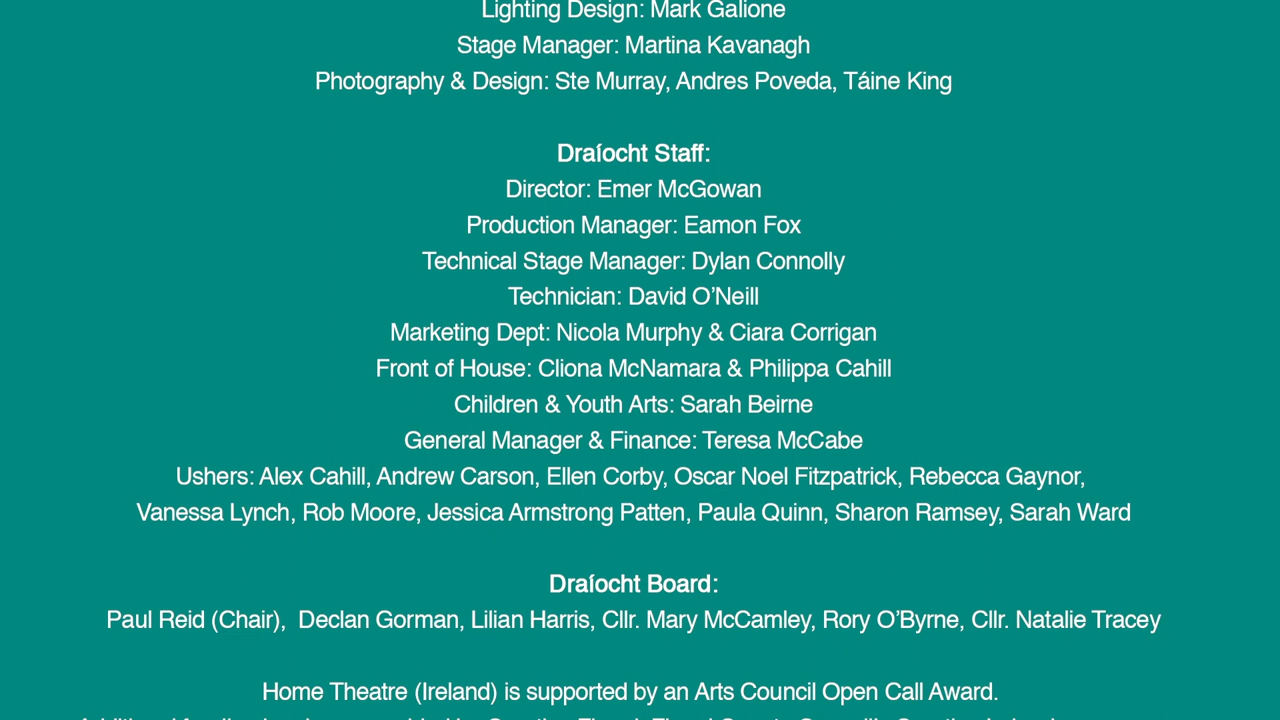 Lighting Design: Mark Galione
Stage Manager: Martina Kavanagh
Photography & Design: Ste Murray, Andres Poveda, Táine King
Draíocht Staff:
Director: Emer McGowan
Production Manager: Eamon Fox
Technical Stage Manager: Dylan Connolly
Technician: David O’Neill
Marketing Dept: Nicola Murphy & Ciara Corrigan
Front of House: Cliona McNamara & Philippa Cahill
Children & Youth Arts: Sarah Beirne
General Manager & Finance: Teresa McCabe
Ushers: Alex Cahill, Andrew Carson, Ellen Corby, Oscar Noel Fitzpatrick, Rebecca Gaynor,
Vanessa Lynch, Rob Moore, Jessica Armstrong Patten, Paula Quinn, Sharon Ramsey, Sarah Ward
Draíocht Board:
Paul Reid (Chair),  Declan Gorman, Lilian Harris, Cllr. Mary McCamley, Rory O’Byrne, Cllr. Natalie Tracey
Home Theatre (Ireland) is supported by an Arts Council Open Call Award.